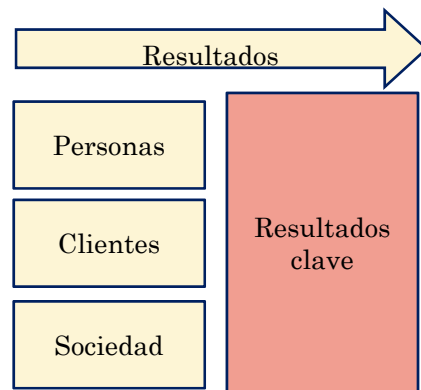 Resultados
Personas
Clientes
Sociedad
Resultados
clave